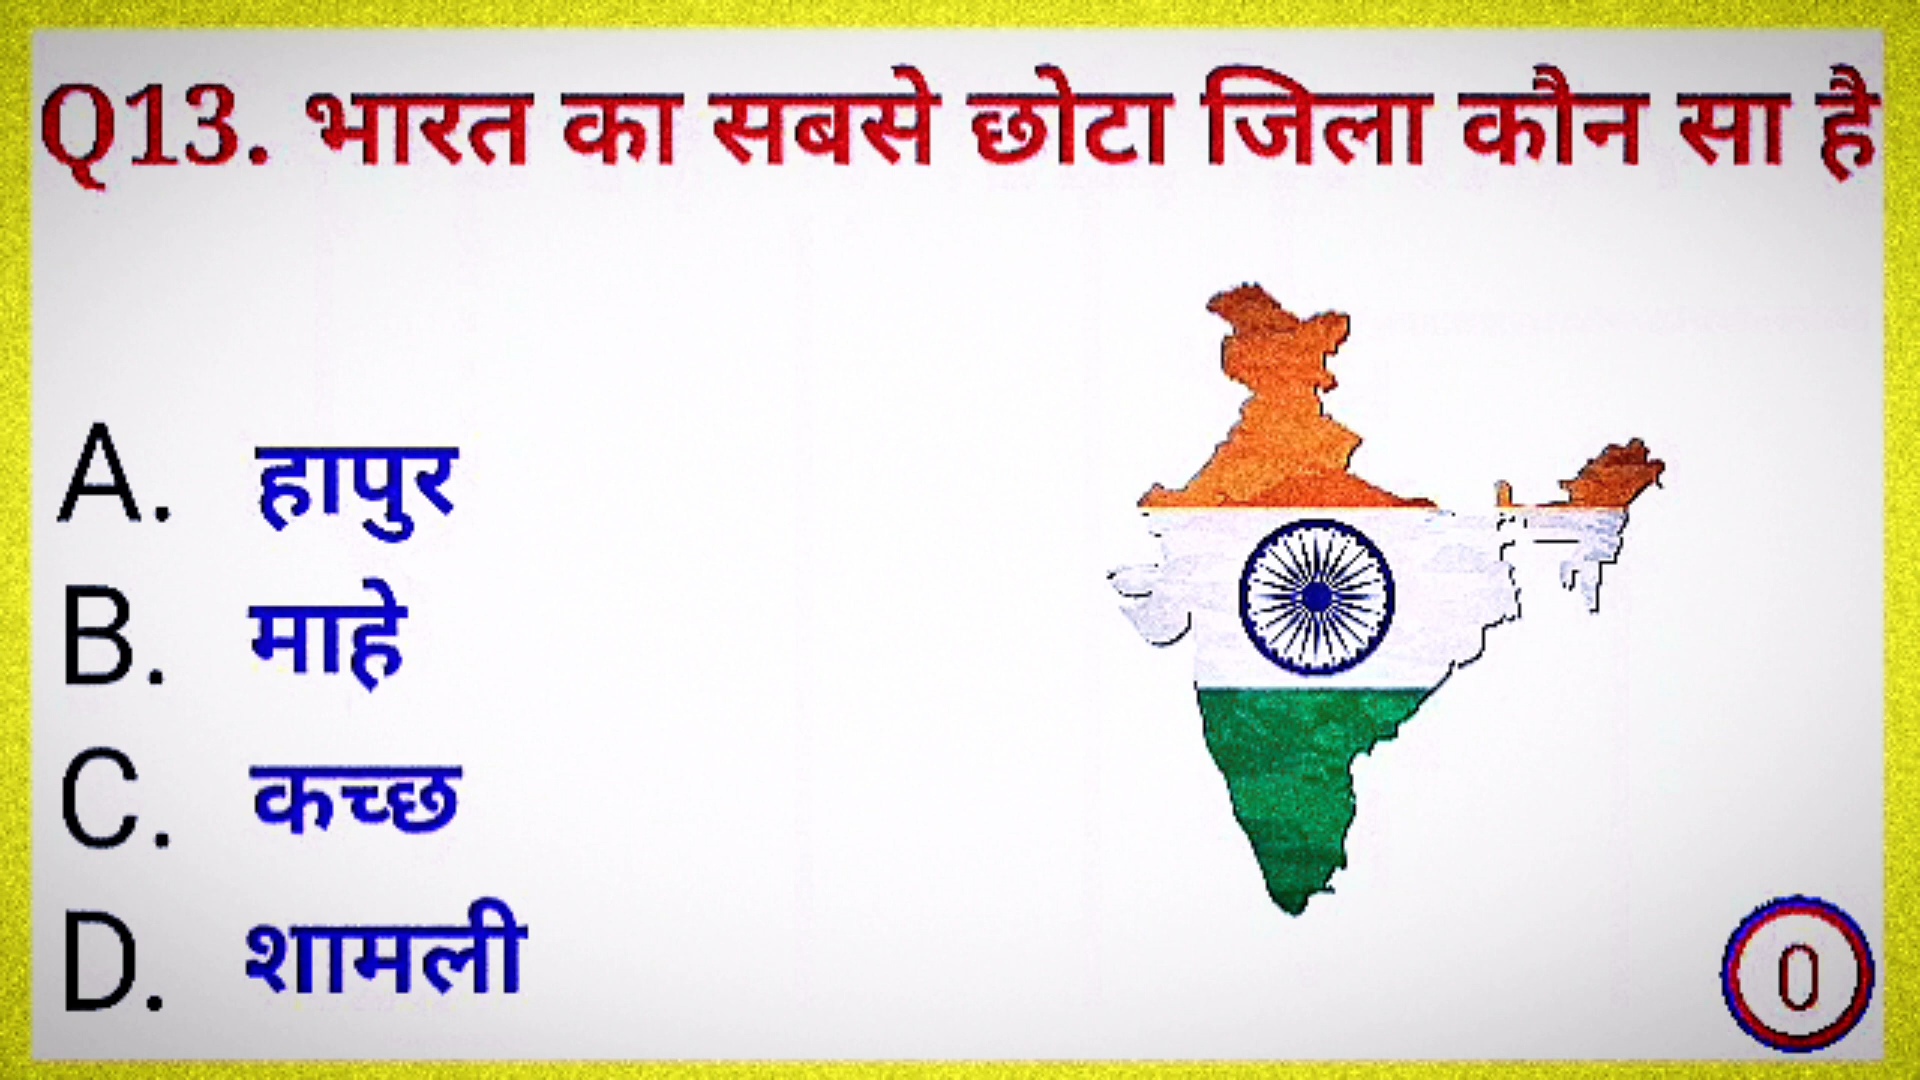 Q13. भारत का सबसे छोटा जिला कौन सा है
A. हापुर
B. माहे
C. कच्छ
D. शामली
0